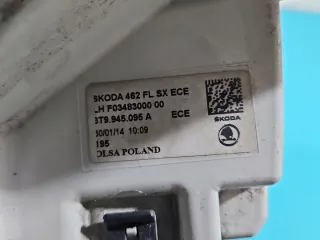 SKODA 462 FL SX ECE
LH F03483000 00
3T9.945.095 A ECE
30/01/14 10:09
195
OLSA POLAND
SKODA